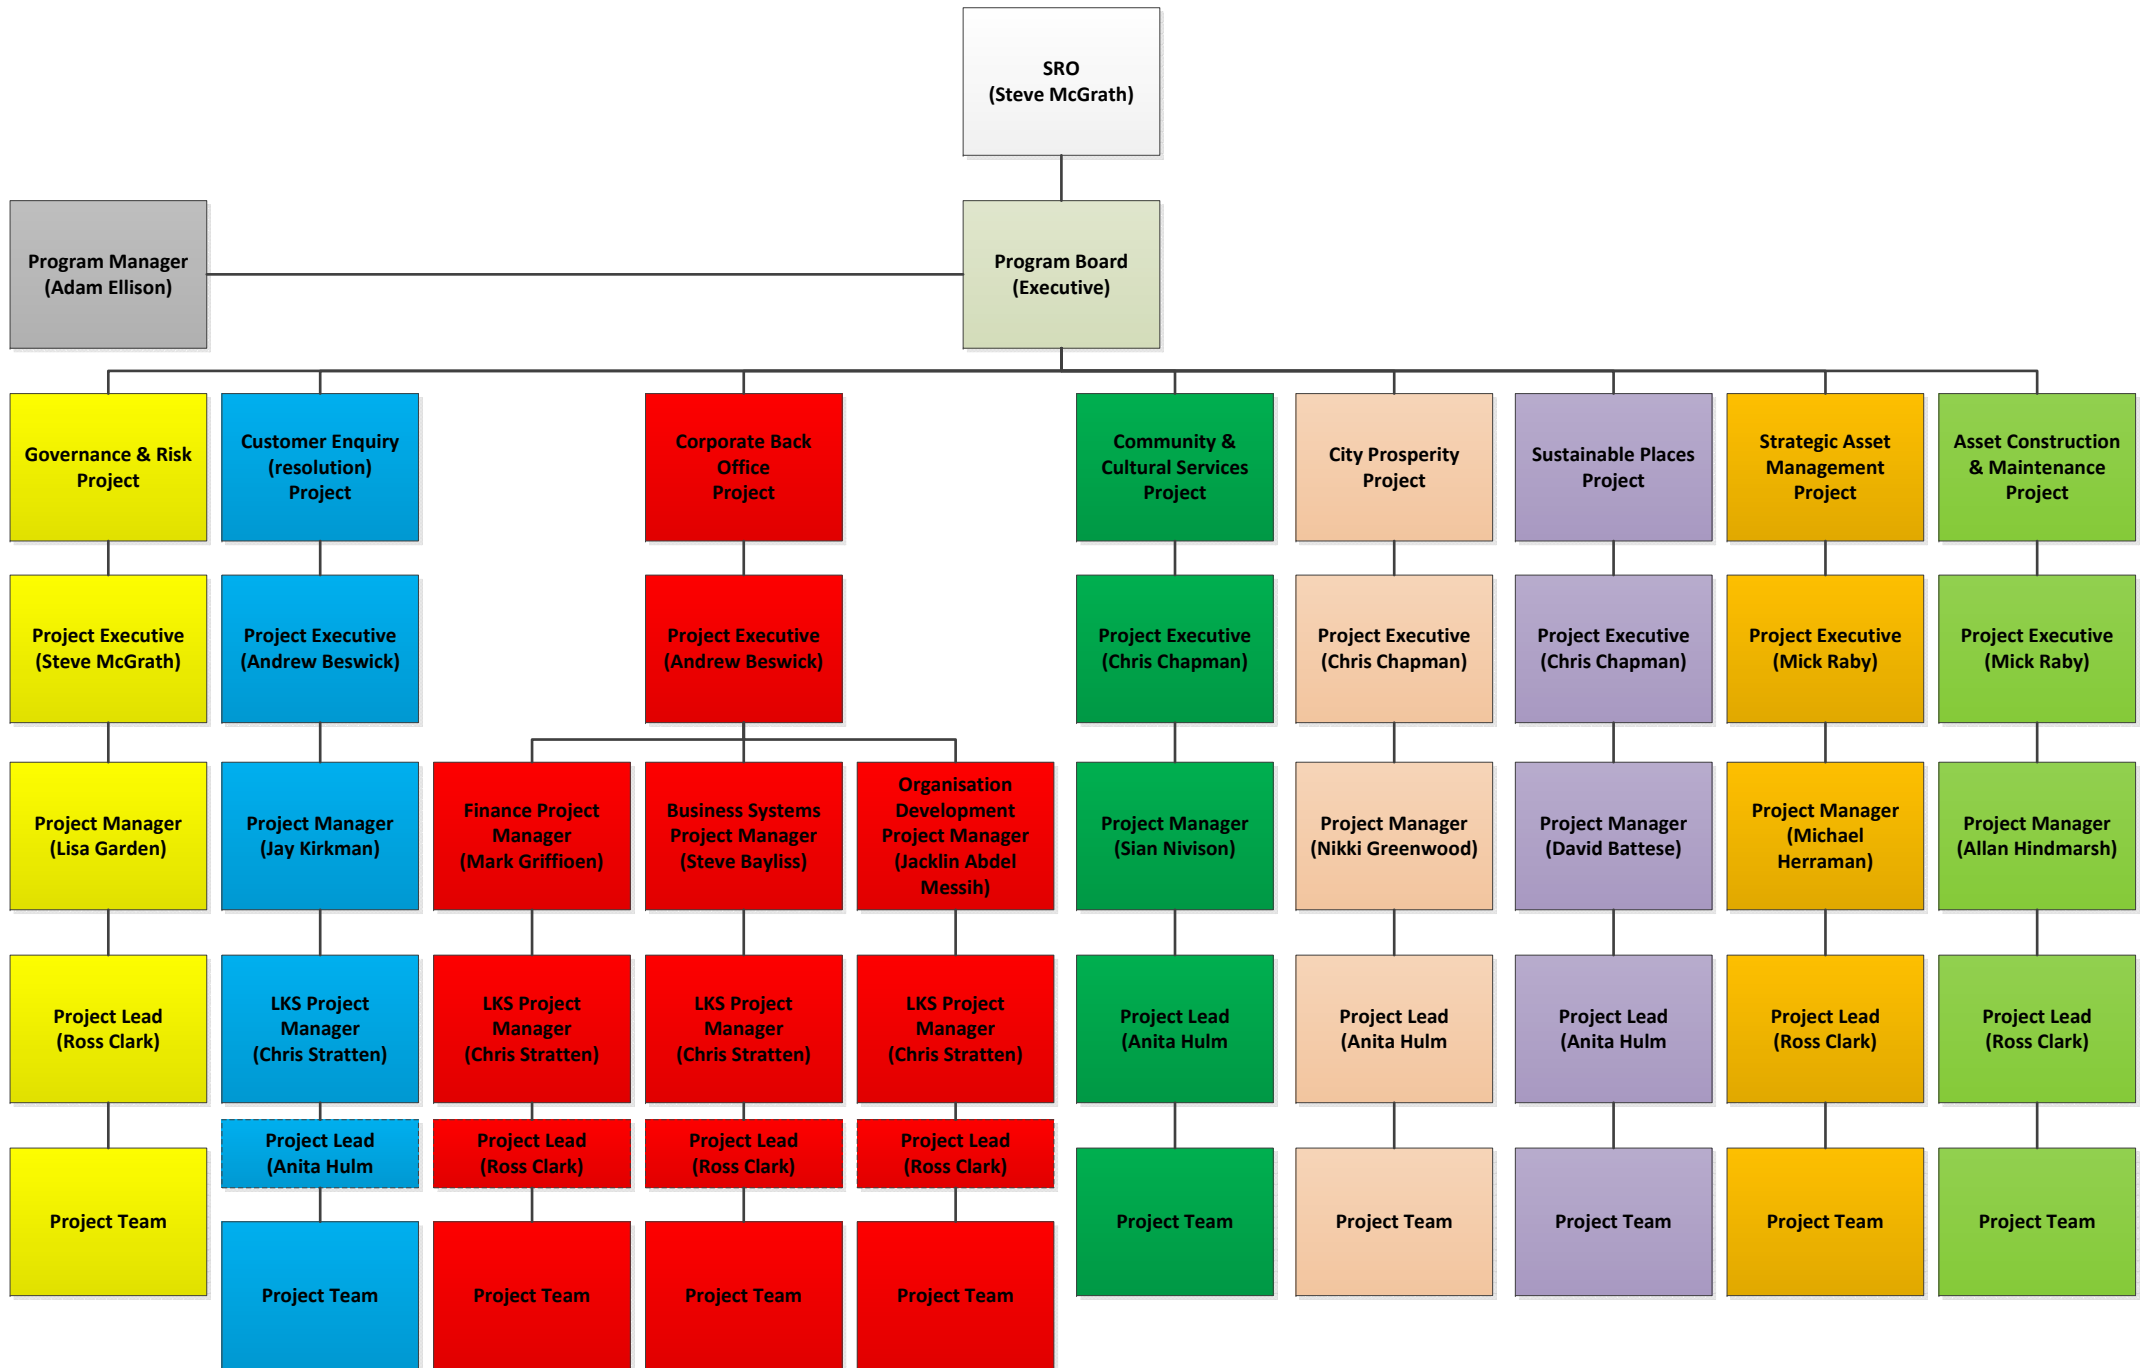 SRO
(Steve McGrath)
Program Manager
(Adam Ellison)
Program Board
(Executive)
Governance & Risk
Project
Customer Enquiry
(resolution)
Project
Corporate Back
Office
Project
Community &
Cultural Services
Project
City Prosperity
Project
Sustainable Places
Project
Strategic Asset
Management
Project
Asset Construction
& Maintenance
Project
Project Executive
(Steve McGrath)
Project Executive
(Andrew Beswick)
Project Executive
(Andrew Beswick)
Project Executive
(Chris Chapman)
Project Executive
(Chris Chapman)
Project Executive
(Chris Chapman)
Project Executive
(Mick Raby)
Project Executive
(Mick Raby)
Project Manager
(Lisa Garden)
Project Manager
(Jay Kirkman)
Finance Project
Manager
(Mark Griffioen)
Business Systems
Project Manager
(Steve Bayliss)
Organisation
Development
Project Manager
(Jacklin Abdel
Messih)
Project Manager
(Sian Nivison)
Project Manager
(Nikki Greenwood)
Project Manager
(David Battese)
Project Manager
(Michael
Herraman)
Project Manager
(Allan Hindmarsh)
Project Lead
(Ross Clark)
LKS Project
Manager
(Chris Stratten)
LKS Project
Manager
(Chris Stratten)
LKS Project
Manager
(Chris Stratten)
LKS Project
Manager
(Chris Stratten)
Project Lead
(Anita Hulm
Project Lead
(Anita Hulm
Project Lead
(Anita Hulm
Project Lead
(Ross Clark)
Project Lead
(Ross Clark)
Project Lead
(Anita Hulm
Project Lead
(Ross Clark)
Project Lead
(Ross Clark)
Project Lead
(Ross Clark)
Project Team
Project Team
Project Team
Project Team
Project Team
Project Team
Project Team
Project Team
Project Team
Project Team